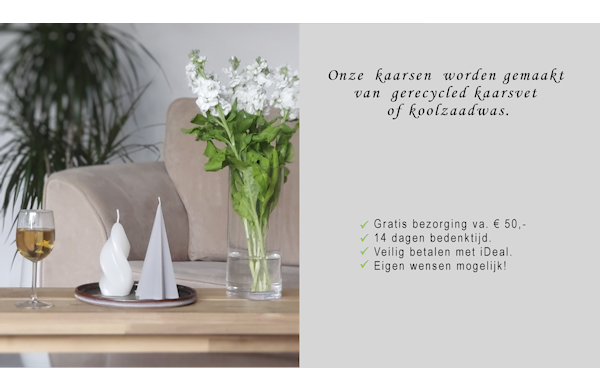 Onze kaarsen worden gemaakt
van gerecycled kaarsvet
of koolzaadwas.
Gratis bezorging va. € 50,-
14 dagen bedenktijd.
Veilig betalen met iDeal.
Eigen wensen mogelijk!